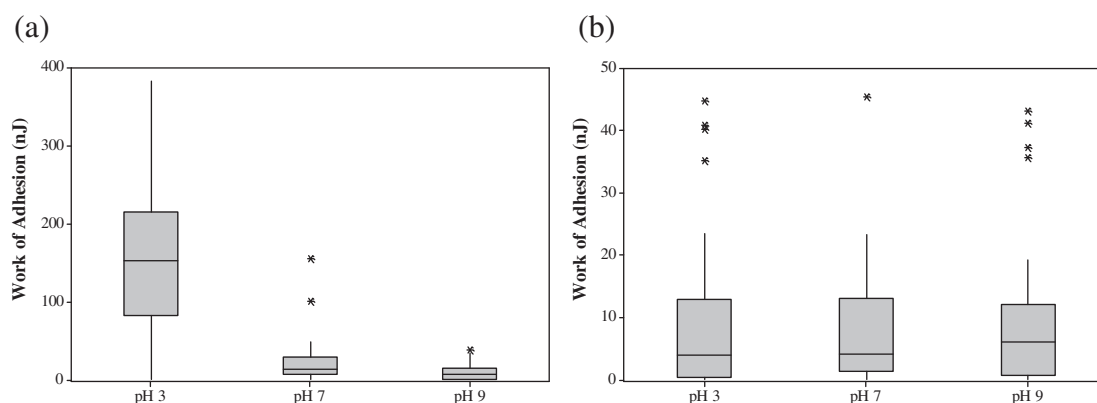 (a)
(b)
Work of Adhesion (nJ)
400
300
200
100
0
pH 3
pH 7
pH 9
Work of Adhesion (nJ)
50
40
30
20
10
0
pH 3
pH 7
pH 9